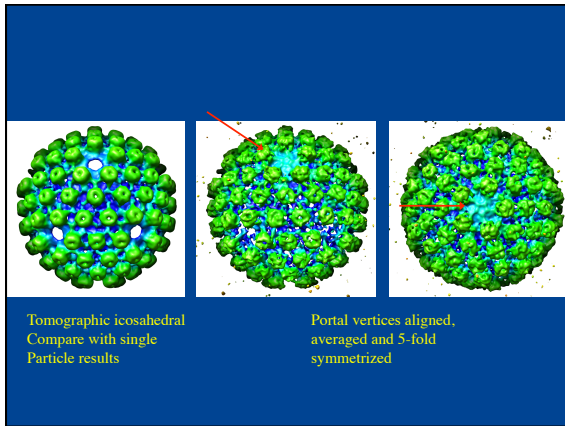 Tomographic icosahedral
Compare with single
Particle results
Portal vertices aligned,
averaged and 5-fold
symmetrized